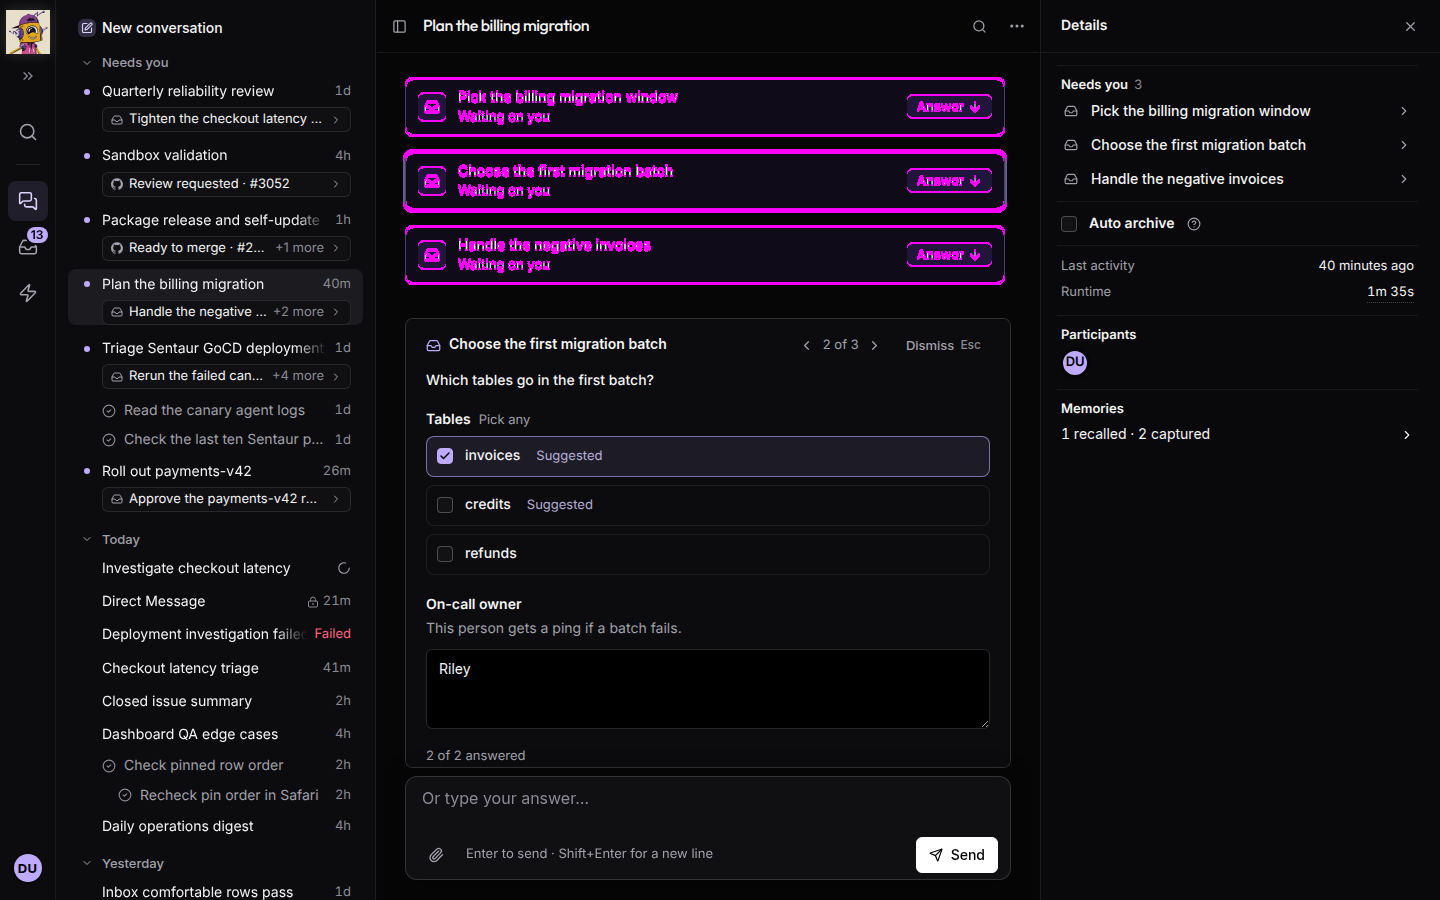 New conversation
Needs you
Quarterly reliability review 1d
Tighten the checkout latency ...
Sandbox validation 4h
Review requested · #3052
Package release and self-update 1h
Ready to merge · #2... +1 more
Plan the billing migration 40m
Handle the negative ... +2 more
Triage Sentaur GoCD deployment 1d
Rerun the failed can... +4 more
Read the canary agent logs 1d
Check the last ten Sentaur p... 1d
Roll out payments-v42 26m
Approve the payments-v42 r...
Today
Investigate checkout latency
Direct Message 21m
Deployment investigation failed Failed
Checkout latency triage 41m
Closed issue summary 2h
Dashboard QA edge cases 4h
Check pinned row order 2h
Recheck pin order in Safari 2h
Daily operations digest 4h
Yesterday
Inbox comfortable rows pass 1d
13
DU
Plan the billing migration
Pick the billing migration window
Waiting on you
Answer
Choose the first migration batch
Waiting on you
Answer
Handle the negative invoices
Waiting on you
Answer
Choose the first migration batch 2 of 3 Dismiss Esc
Which tables go in the first batch?
Tables Pick any
invoices Suggested
credits Suggested
refunds
On-call owner
This person gets a ping if a batch fails.
Riley
2 of 2 answered
Or type your answer...
Enter to send · Shift+Enter for a new line
Send
Details
Needs you 3
Pick the billing migration window
Choose the first migration batch
Handle the negative invoices
Auto archive
Last activity 40 minutes ago
Runtime 1m 35s
Participants
DU
Memories
1 recalled · 2 captured